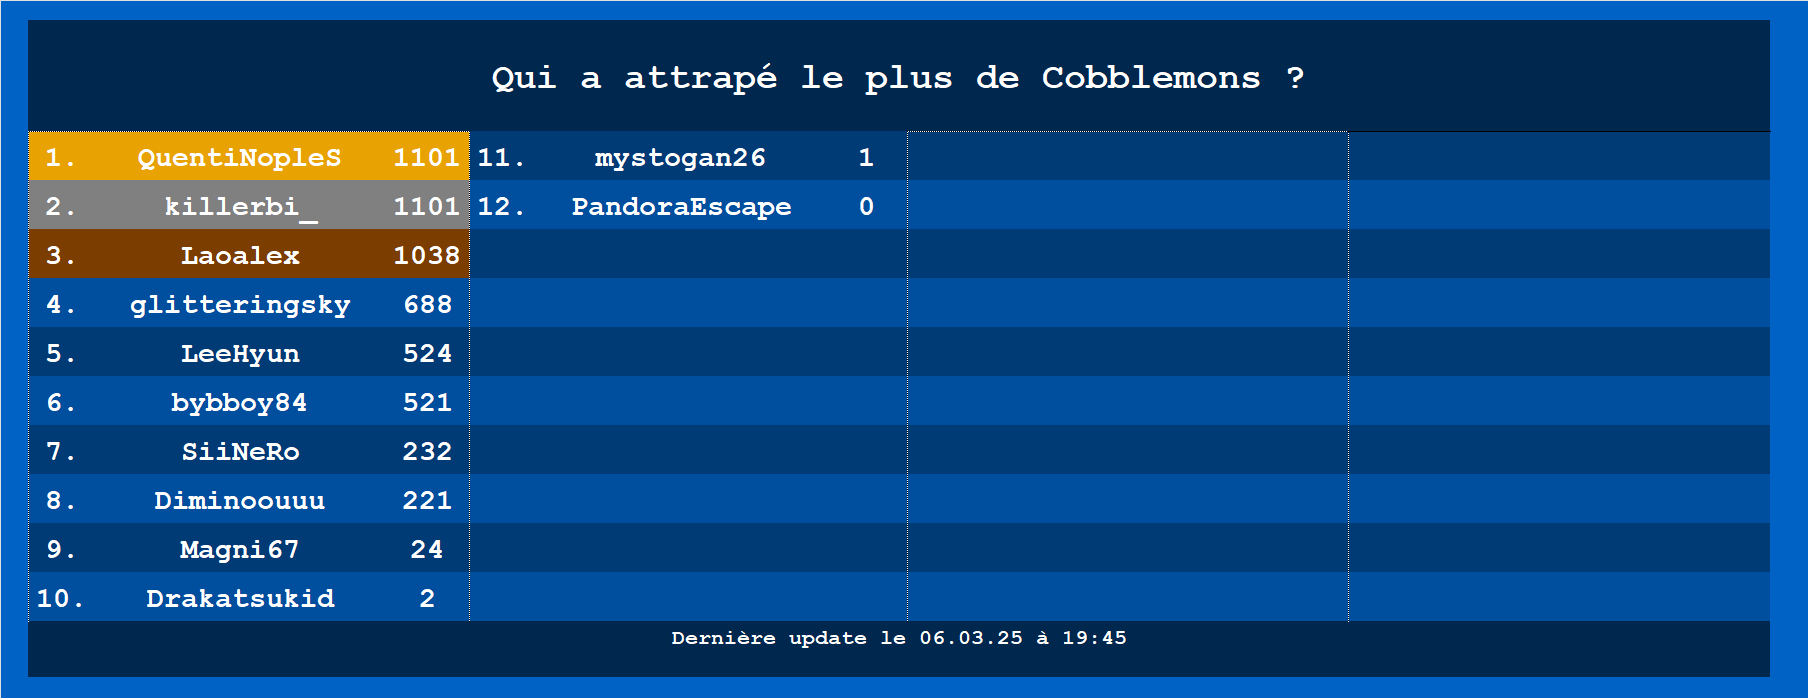 Qui a attrapé le plus de Cobblemons ?
1. QuentiNopleS 1101
2. killerbi_ 1101
3. Laoalex 1038
4. glitteringsky 688
5. LeeHyun 524
6. bybboy84 521
7. SiiNeRo 232
8. Diminoouuu 221
9. Magni67 24
10. Drakatsukid 2
11. mystogan26 1
12. PandoraEscape 0
Dernière update le 06.03.25 à 19:45